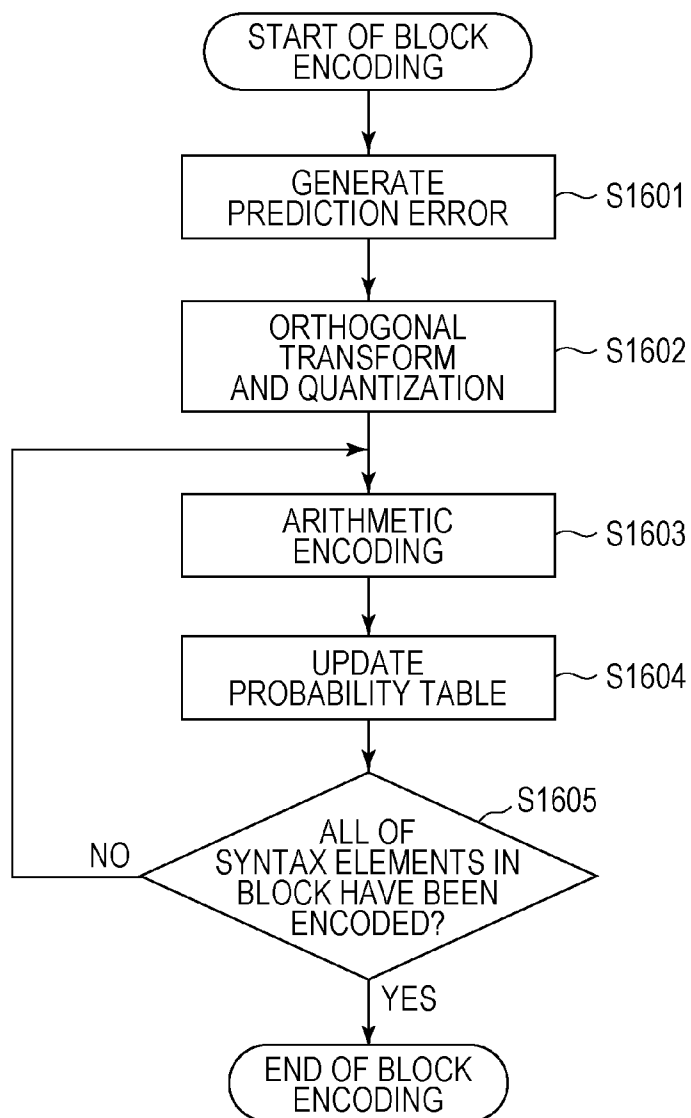 START OF BLOCK
ENCODING
GENERATE
PREDICTION ERROR
S1601
ORTHOGONAL
TRANSFORM
AND QUANTIZATION
S1602
ARITHMETIC
ENCODING
S1603
UPDATE
PROBABILITY TABLE
S1604
S1605
ALL OF
SYNTAX ELEMENTS IN
BLOCK HAVE BEEN
ENCODED?
NO
YES
END OF BLOCK
ENCODING